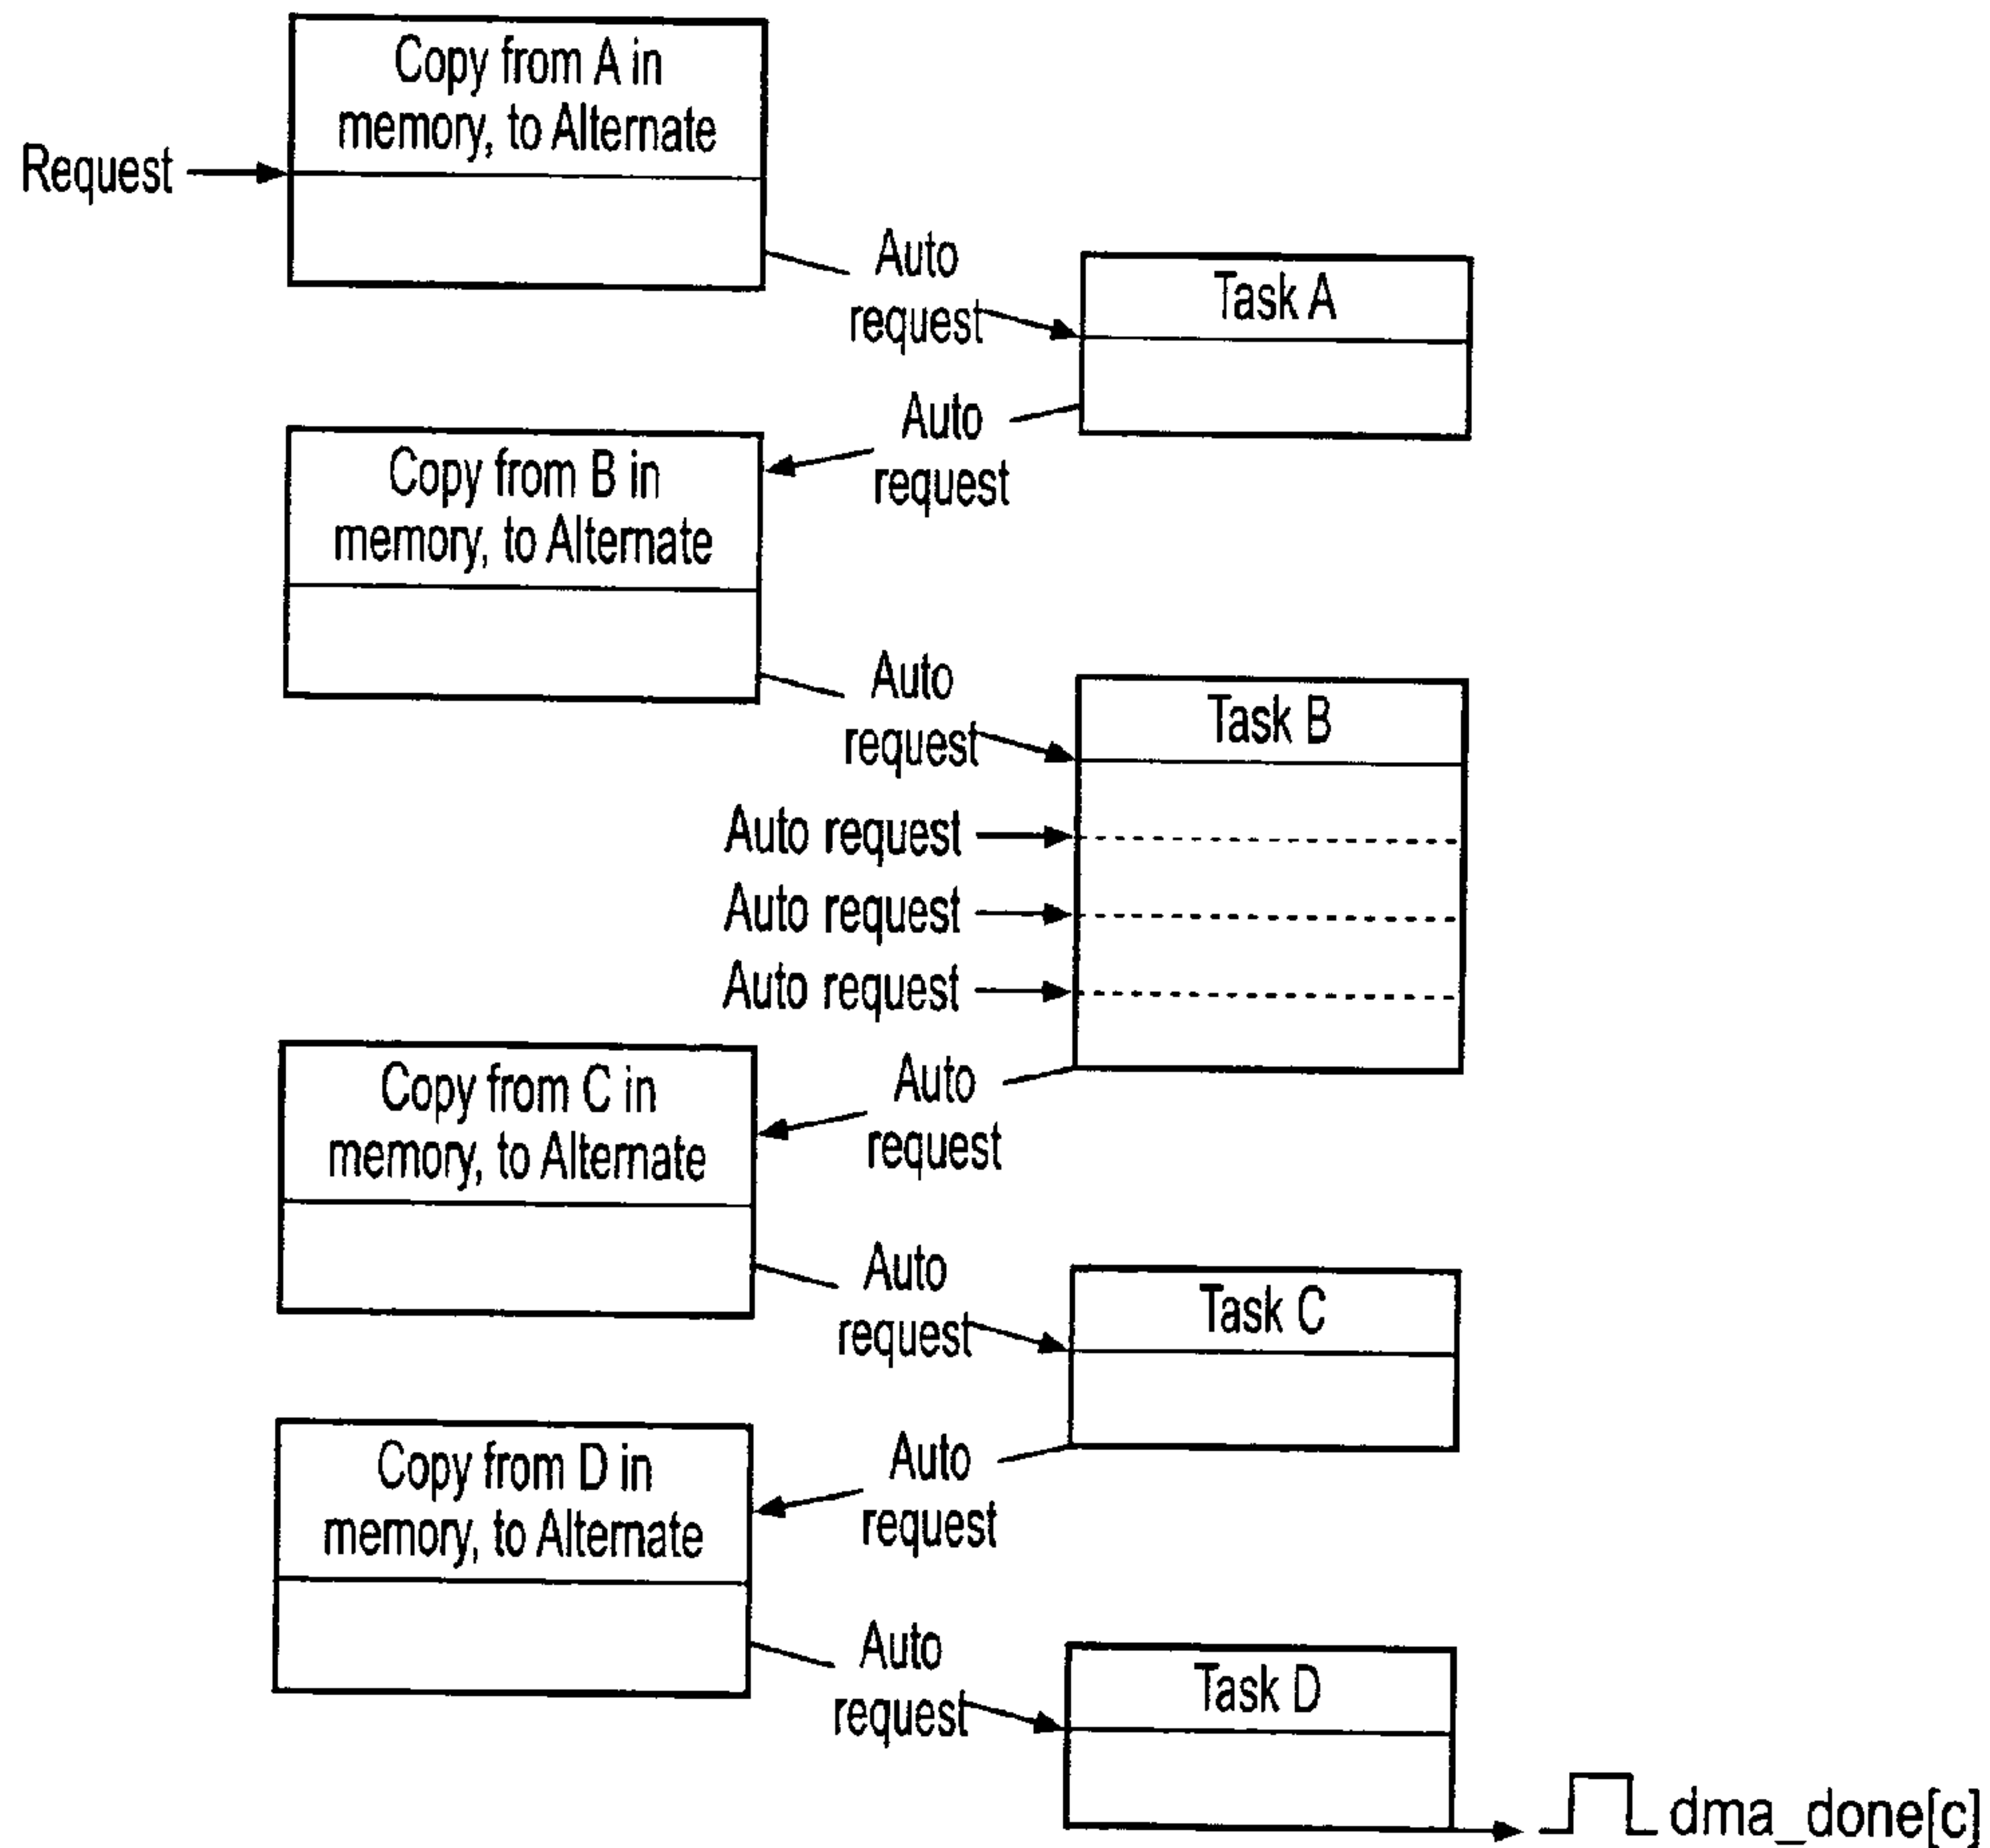 Copy from A in
memory, to Alternate
Request
Auto
request
Task A
Auto
request
Copy from B in
memory, to Alternate
Auto
request
Task B
Auto request
Auto request
Auto request
Auto
request
Copy from C in
memory, to Alternate
Auto
request
Task C
Auto
request
Copy from D in
memory, to Alternate
Auto
request
Task D
dma_done[c]